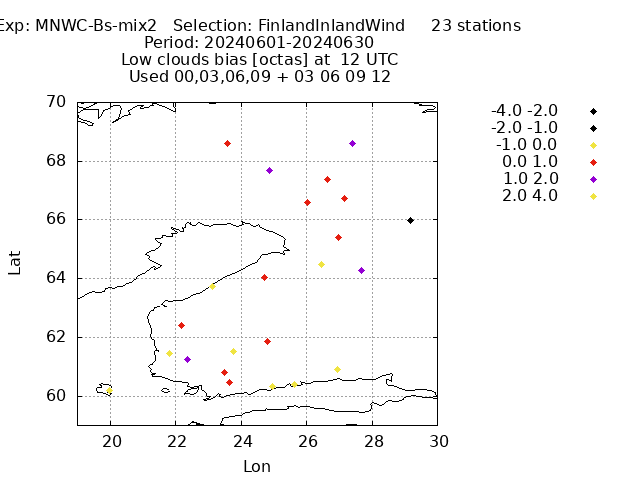 Exp: MNWC-Bs-mix2   Selection: FinlandInlandWind     23 stations
Period: 20240601-20240630
Low clouds bias [octas] at  12 UTC
Used 00,03,06,09 + 03 06 09 12
-4.0 -2.0
-2.0 -1.0
-1.0 0.0
0.0 1.0
1.0 2.0
2.0 4.0
70
68
66
64
62
60
Lat
20 22 24 26 28 30
Lon